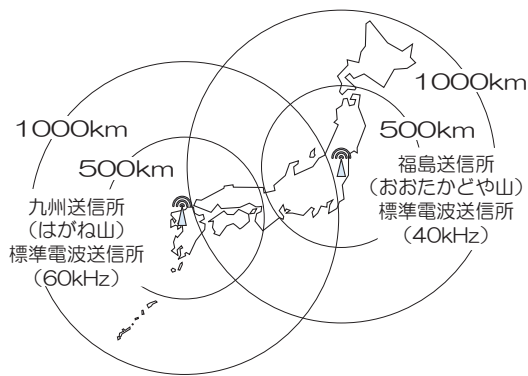 1000km
500km
福島送信所
（おおたかどや山）
標準電波送信所
（40kHz）
1000km
500km
九州送信所
（はがね山）
標準電波送信所
（60kHz）